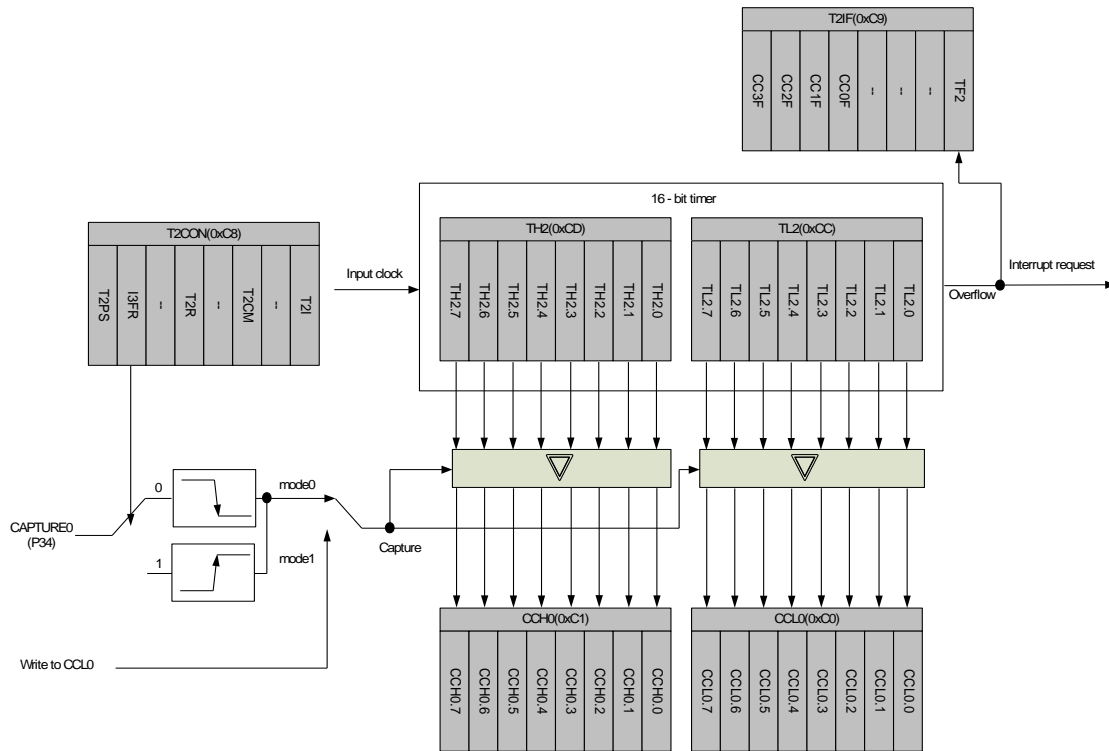 T2IF(0xC9)
CC3F
CC2F
CC1F
CC0F
--
--
--
TF2
16 - bit timer
T2CON(0xC8)
T2PS
I3FR
--
T2R
--
T2CM
--
T2I
Input clock
TH2(0xCD)
TH2.7
TH2.6
TH2.5
TH2.4
TH2.3
TH2.2
TH2.1
TH2.0
TL2(0xCC)
TL2.7
TL2.6
TL2.5
TL2.4
TL2.3
TL2.2
TL2.1
TL2.0
Interrupt request
Overflow
CAPTURE0
(P34)
0
1
mode0
mode1
Capture
Write to CCL0
CCH0(0xC1)
CCH0.7
CCH0.6
CCH0.5
CCH0.4
CCH0.3
CCH0.2
CCH0.1
CCH0.0
CCL0(0xC0)
CCL0.7
CCL0.6
CCL0.5
CCL0.4
CCL0.3
CCL0.2
CCL0.1
CCL0.0